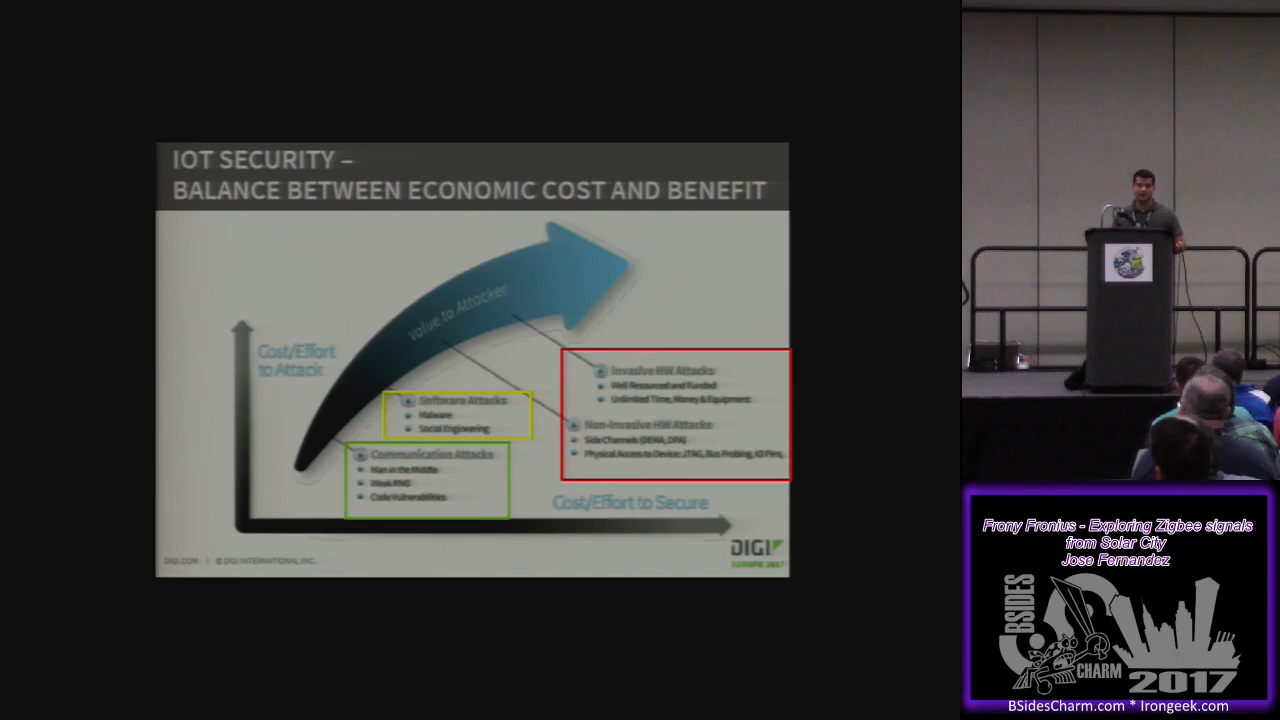 IOT SECURITY –
BALANCE BETWEEN ECONOMIC COST AND BENEFIT
Value to Attacker
Cost/Effort
to Attack
Invasive HW Attacks
Well Resourced and Funded
Unlimited Time, Money & Equipment
Software Attacks
Malware
Social Engineering
Non-Invasive HW Attacks
Side Channels (DEMA, DPA)
Physical Access to Device: JTAG, Bus Probing, IO Pins,
Communication Attacks
Man in the Middle
Weak RNG
Code Vulnerabilities
Cost/Effort to Secure
DIGI.COM | © DIGI INTERNATIONAL INC.
DIGI
EUROPE 2017
Frony Fronius - Exploring Zigbee signals
from Solar City
Jose Fernandez
BSIDES
CHARM
2017
BSidesCharm.com * Irongeek.com